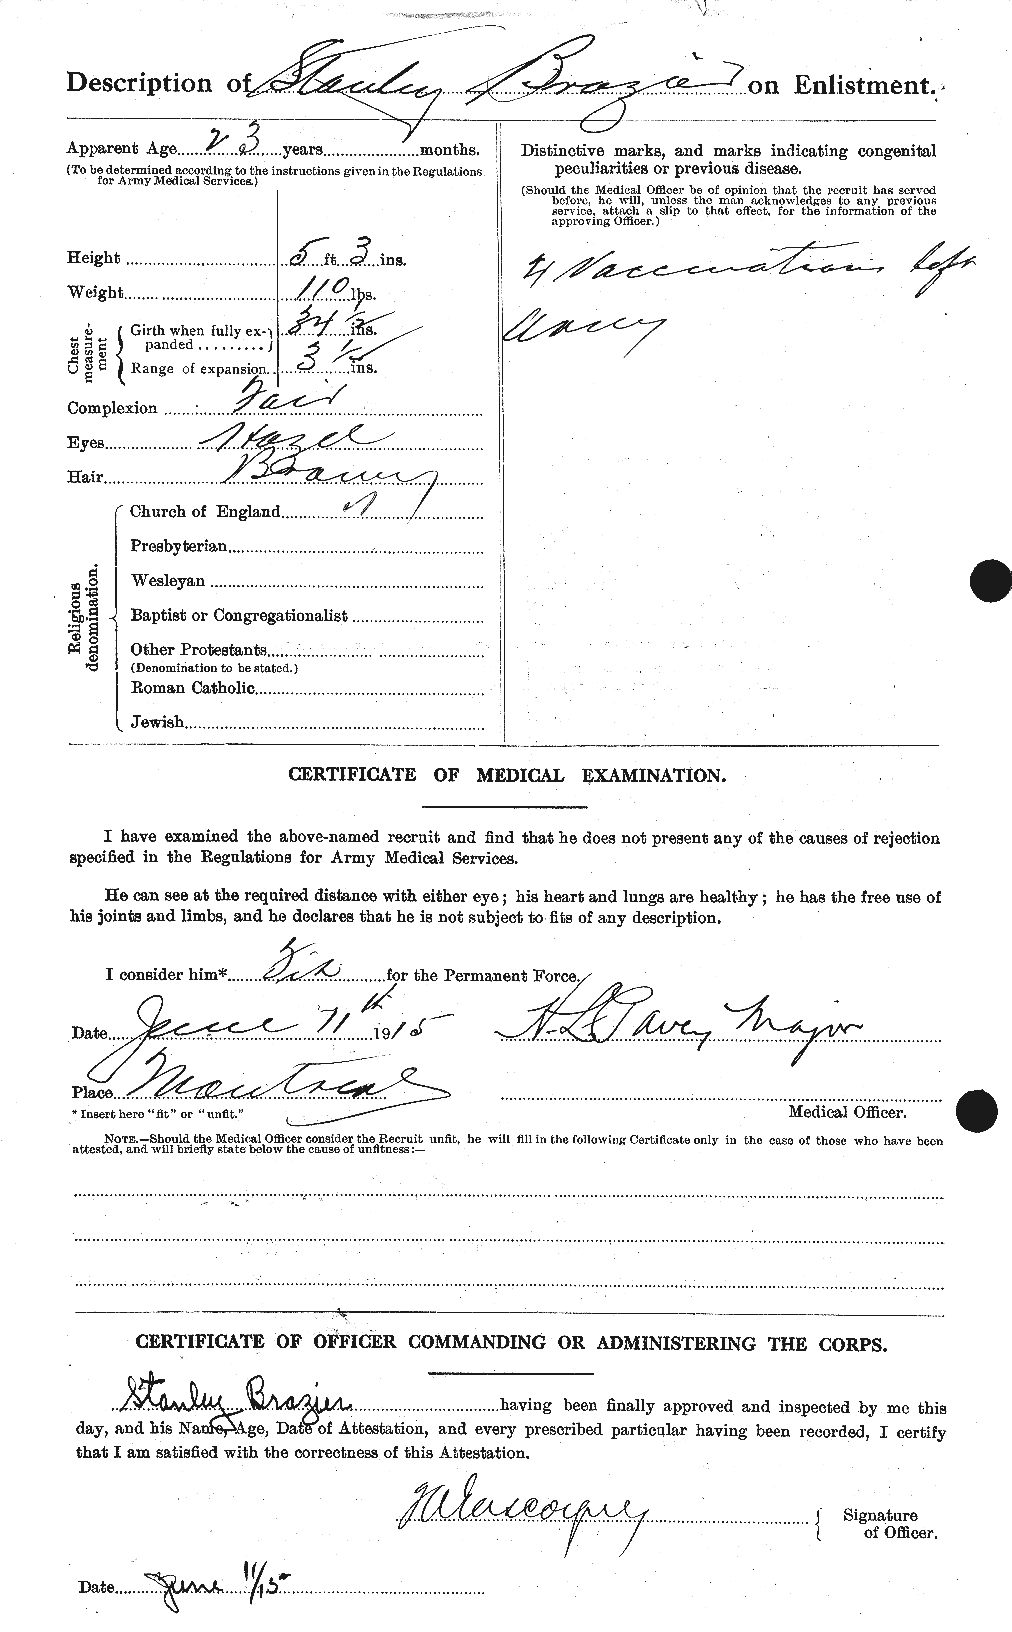 Description of Stanley Brazier on Enlistment.
Apparent Age 23 years months.
(To be determined according to the instructions given in the Regulations
for Army Medical Services.)
Height 5 ft 3 ins.
Weight 110 lbs.
Chest measure-ment
Girth when fully ex-
panded 34 1/2 ins.
Range of expansion 3 1/2 ins.
Complexion Fair
Eyes Hazel
Hair Brown
Religious denomination.
Church of England
Presbyterian
Wesleyan
Baptist or Congregationalist
Other Protestants
(Denomination to be stated.)
Roman Catholic
Jewish
Distinctive marks, and marks indicating congenital
peculiarities or previous disease.
(Should the Medical Officer be of opinion that the recruit has served
before, he will, unless the man acknowledges to any previous
service, attach a slip to that effect, for the information of the
approving Officer.)
4 Vaccinations left
CERTIFICATE OF MEDICAL EXAMINATION.
I have examined the above-named recruit and find that he does not present any of the causes of rejection
specified in the Regulations for Army Medical Services.
He can see at the required distance with either eye; his heart and lungs are healthy; he has the free use of
his joints and limbs, and he declares that he is not subject to fits of any description.
I consider him* Fit for the Permanent Force.
Date June 11th 1915 Pavey Major
Place Montreal
* Insert here "fit" or "unfit."
Medical Officer.
NOTE.—Should the Medical Officer consider the Recruit unfit, he will fill in the following Certificate only in the case of those who have been
attested, and will briefly state below the cause of unfitness:—
CERTIFICATE OF OFFICER COMMANDING OR ADMINISTERING THE CORPS.
Stanley Brazier having been finally approved and inspected by me this
day, and his Name, Age, Date of Attestation, and every prescribed particular having been recorded, I certify
that I am satisfied with the correctness of this Attestation.
Signature
of Officer.
Date June 11/15